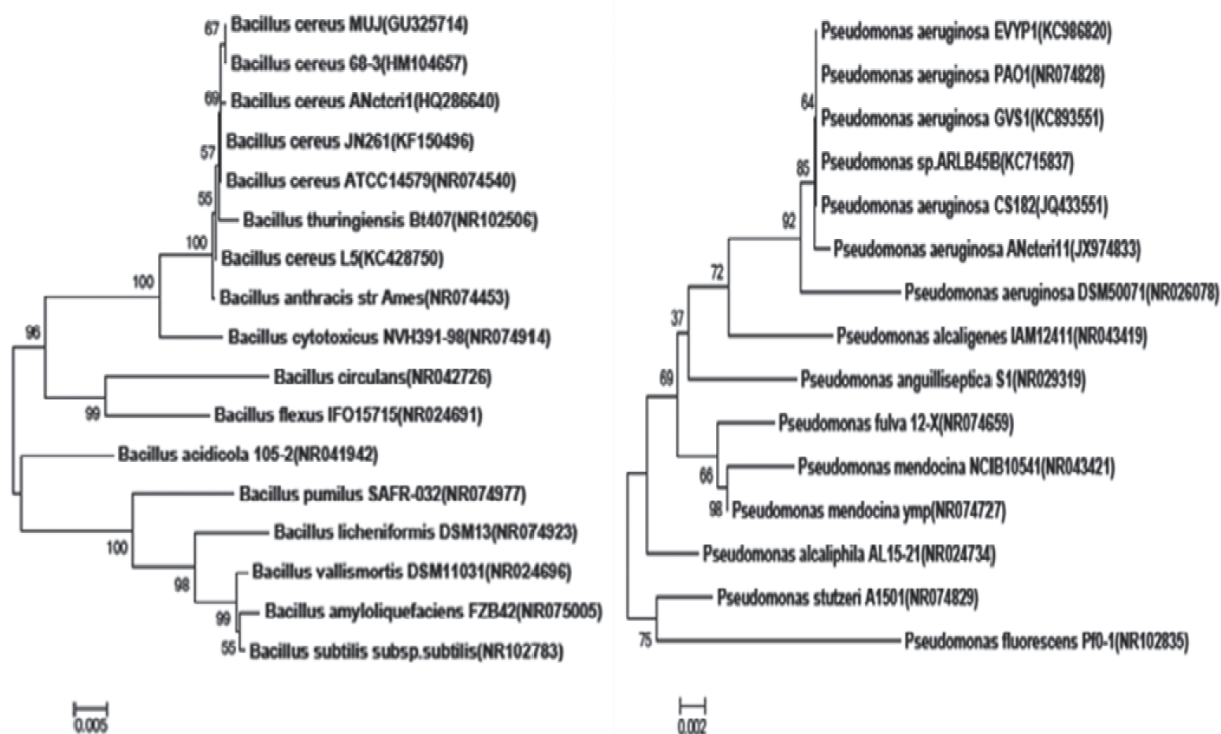 67
Bacillus cereus MUJ(GU325714)
Bacillus cereus 68-3(HM104657)
69
Bacillus cereus ANctcri1(HQ286640)
Bacillus cereus JN261(KF150496)
57
Bacillus cereus ATCC14579(NR074540)
55
Bacillus thuringiensis Bt407(NR102506)
100
Bacillus cereus L5(KC428750)
100
Bacillus anthracis str Ames(NR074453)
96
Bacillus cytotoxicus NVH391-98(NR074914)
Bacillus circulans(NR042726)
99
Bacillus flexus IFO15715(NR024691)
Bacillus acidicola 105-2(NR041942)
Bacillus pumilus SAFR-032(NR074977)
100
Bacillus licheniformis DSM13(NR074923)
98
Bacillus vallismortis DSM11031(NR024696)
99
Bacillus amyloliquefaciens FZB42(NR075005)
55
Bacillus subtilis subsp.subtilis(NR102783)
0.005
Pseudomonas aeruginosa EVYP1(KC986820)
Pseudomonas aeruginosa PAO1(NR074828)
64
Pseudomonas aeruginosa GVS1(KC893551)
85
Pseudomonas sp.ARLB45B(KC715837)
Pseudomonas aeruginosa CS182(JQ433551)
92
Pseudomonas aeruginosa ANctcri11(JX974833)
72
Pseudomonas aeruginosa DSM50071(NR026078)
37
Pseudomonas alcaligenes IAM12411(NR043419)
69
Pseudomonas anguilliseptica S1(NR029319)
Pseudomonas fulva 12-X(NR074659)
66
Pseudomonas mendocina NCIB10541(NR043421)
98
Pseudomonas mendocina ymp(NR074727)
Pseudomonas alcaliphila AL15-21(NR024734)
Pseudomonas stutzeri A1501(NR074829)
75
Pseudomonas fluorescens Pf0-1(NR102835)
0.002